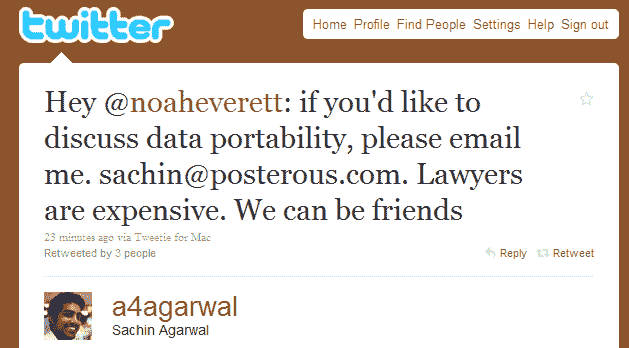 twitter
Home Profile Find People Settings Help Sign out
Hey @noaheverett: if you'd like to
discuss data portability, please email
me. sachin@posterous.com. Lawyers
are expensive. We can be friends
23 minutes ago via Tweetie for Mac
Retweeted by 3 people
Reply Retweet
a4agarwal
Sachin Agarwal